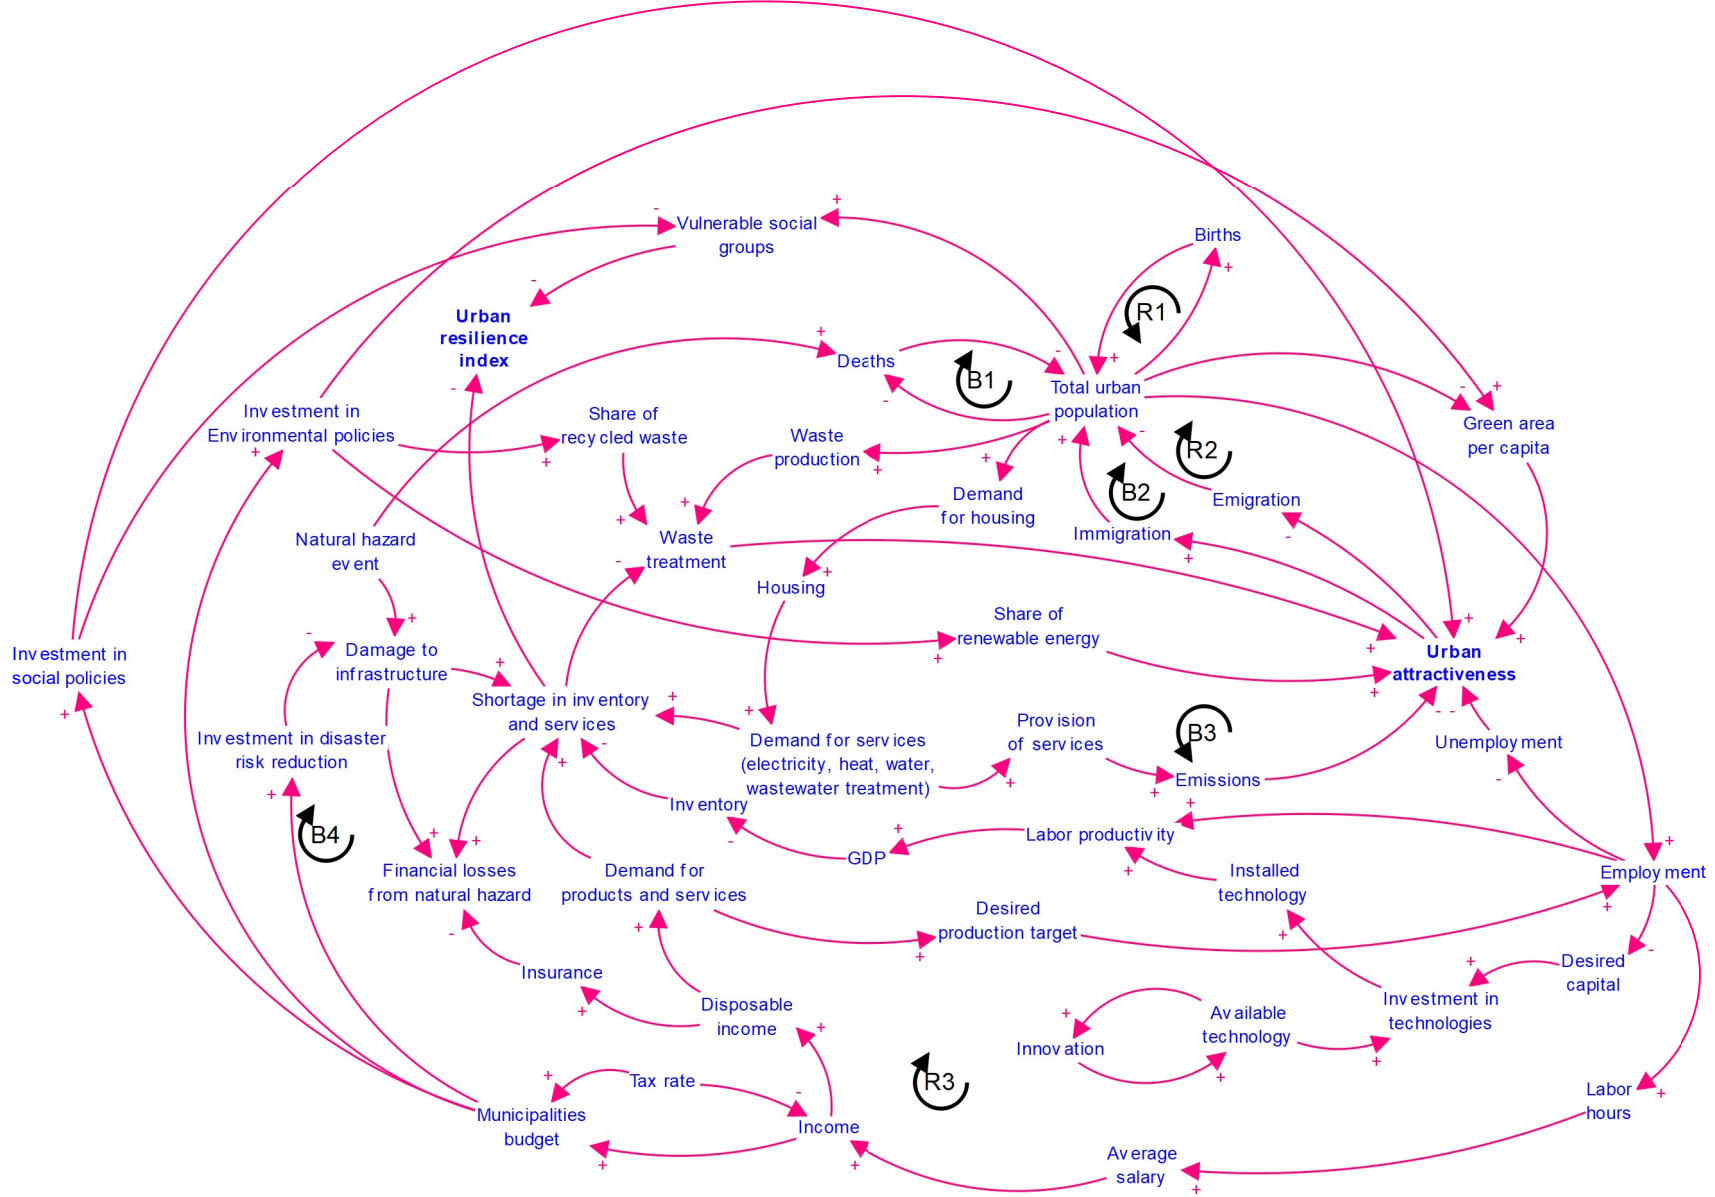 Vulnerable social
groups
Births
R1
Urban
resilience
index
Deaths
B1
Total urban
population
Investment in
Environmental policies
Share of
recycled waste
Waste
production
R2
Green area
per capita
B2
Demand
for housing
Emigration
Immigration
Natural hazard
event
Waste
treatment
Housing
Share of
renewable energy
Urban
attractiveness
Investment in
social policies
Damage to
infrastructure
Shortage in inventory
and services
Investment in disaster
risk reduction
Demand for services
(electricity, heat, water,
wastewater treatment)
Provision
of services
B3
Emissions
Unemployment
Inventory
B4
Labor productivity
GDP
Financial losses
from natural hazard
Demand for
products and services
Installed
technology
Employment
Desired
production target
Insurance
Desired
capital
Disposable
income
Investment in
technologies
Available
technology
Innovation
R3
Tax rate
Labor
hours
Municipalities
budget
Income
Average
salary